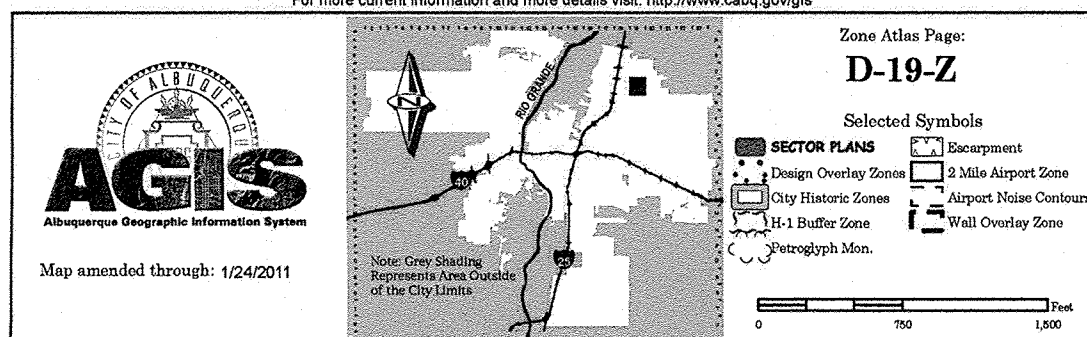 For more current information and more details visit: http://www.cabq.gov/gis
CITY OF ALBUQUERQUE
AGIS
Albuquerque Geographic Information System
Map amended through: 1/24/2011
RIO GRANDE
N
40
25
Note: Grey Shading
Represents Area Outside
of the City Limits
Zone Atlas Page:
D-19-Z
Selected Symbols
SECTOR PLANS
Design Overlay Zones
City Historic Zones
H-1 Buffer Zone
Petroglyph Mon.
Escarpment
2 Mile Airport Zone
Airport Noise Contours
Wall Overlay Zone
Feet
0 750 1,500